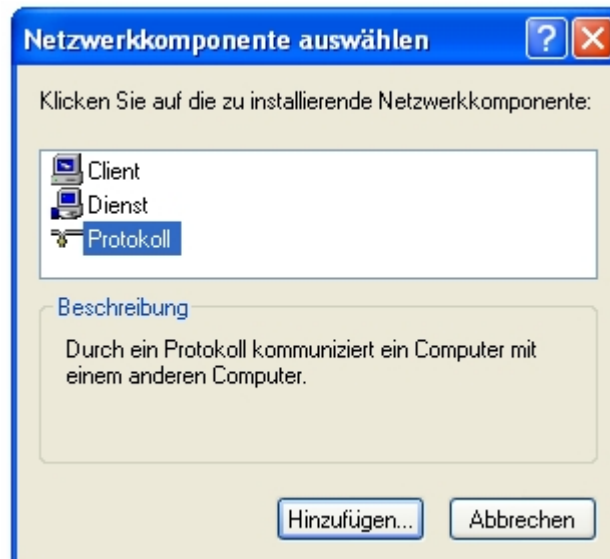 Netzwerkkomponente auswählen
Klicken Sie auf die zu installierende Netzwerkkomponente:
Client
Dienst
Protokoll
Beschreibung
Durch ein Protokoll kommuniziert ein Computer mit
einem anderen Computer.
Hinzufügen... Abbrechen